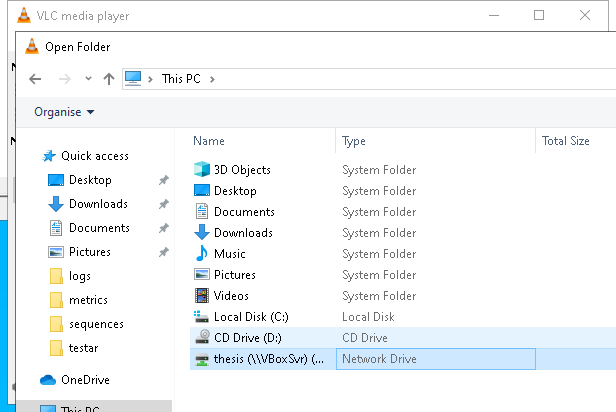 VLC media player
Open Folder
This PC
Organise
Name Type Total Size
Quick access
Desktop
Downloads
Documents
Pictures
logs
metrics
sequences
testar
OneDrive
This PC
3D Objects System Folder
Desktop System Folder
Documents System Folder
Downloads System Folder
Music System Folder
Pictures System Folder
Videos System Folder
Local Disk (C:) Local Disk
CD Drive (D:) CD Drive
thesis (\\VBoxSvr) (... Network Drive